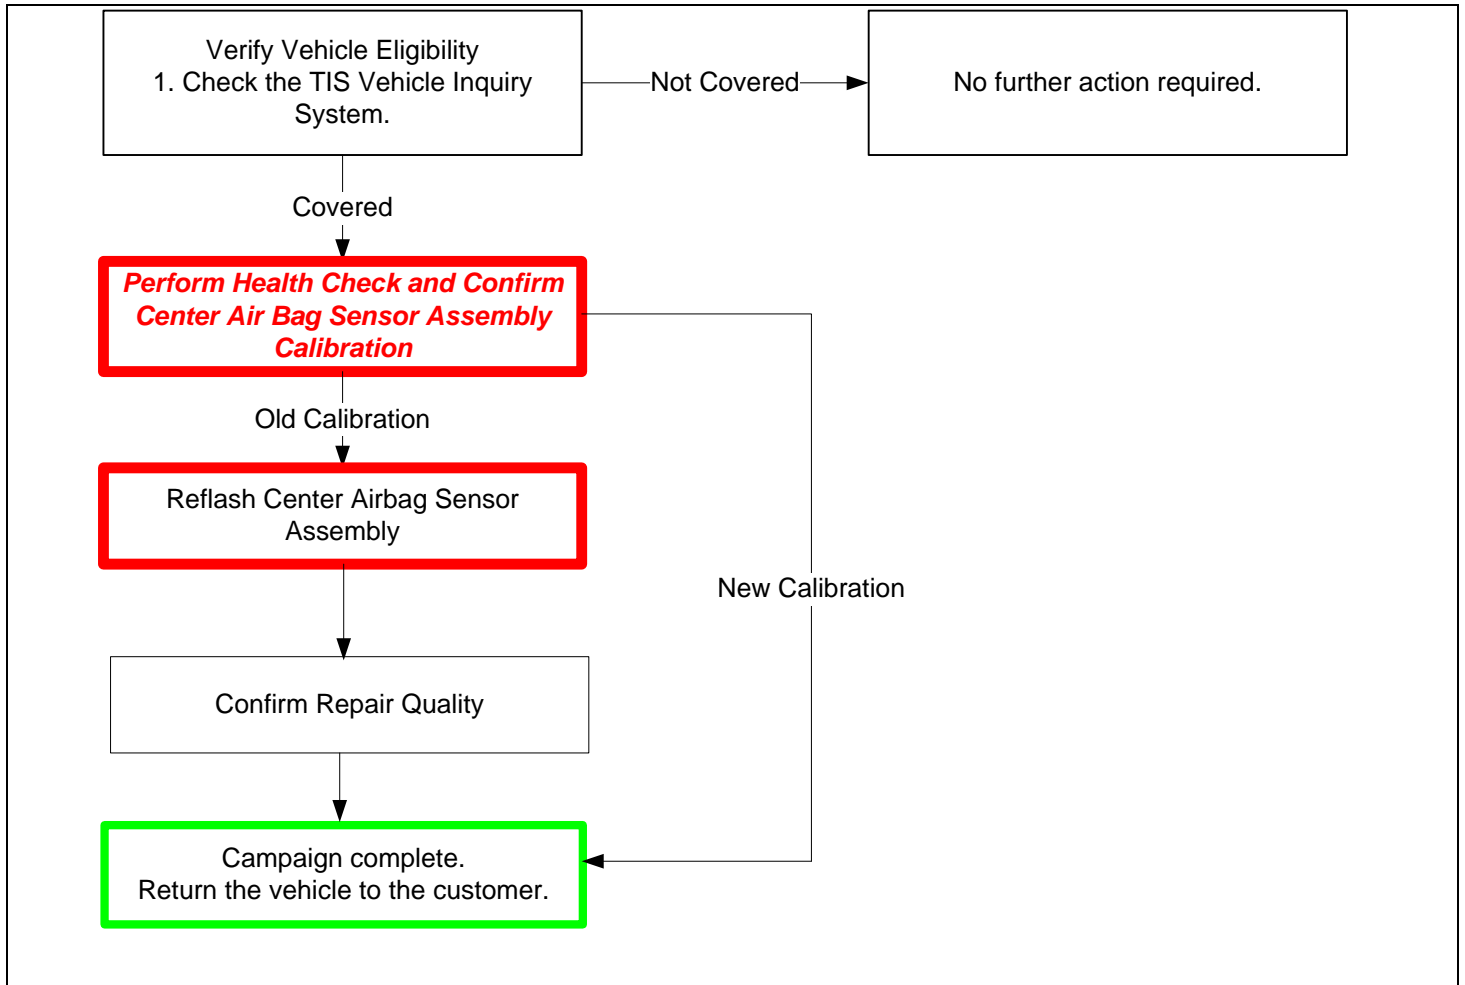 Verify Vehicle Eligibility
1. Check the TIS Vehicle Inquiry
System.
Not Covered
No further action required.
Covered
Perform Health Check and Confirm
Center Air Bag Sensor Assembly
Calibration
Old Calibration
Reflash Center Airbag Sensor
Assembly
New Calibration
Confirm Repair Quality
Campaign complete.
Return the vehicle to the customer.